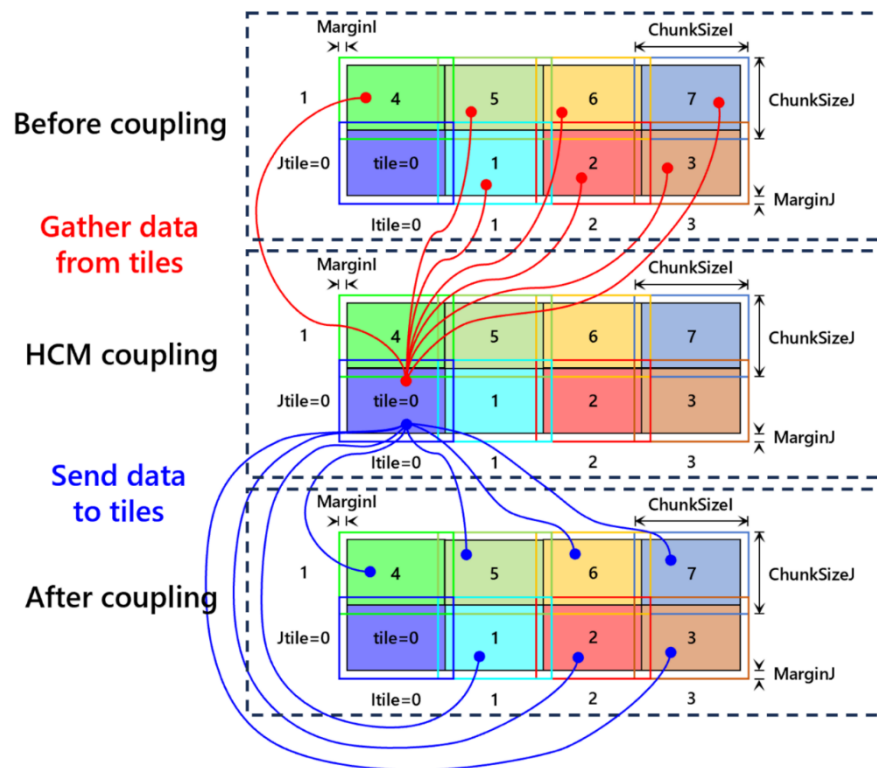 MarginI
ChunkSizeI
1
4
5
6
7
ChunkSizeJ
Before coupling
Jtile=0
tile=0
1
2
3
MarginJ
Itile=0
1
2
3
Gather data
from tiles
MarginI
ChunkSizeI
1
4
5
6
7
ChunkSizeJ
HCM coupling
Jtile=0
tile=0
1
2
3
MarginJ
Itile=0
1
2
3
Send data
to tiles
MarginI
ChunkSizeI
1
4
5
6
7
ChunkSizeJ
After coupling
Jtile=0
tile=0
1
2
3
MarginJ
Itile=0
1
2
3